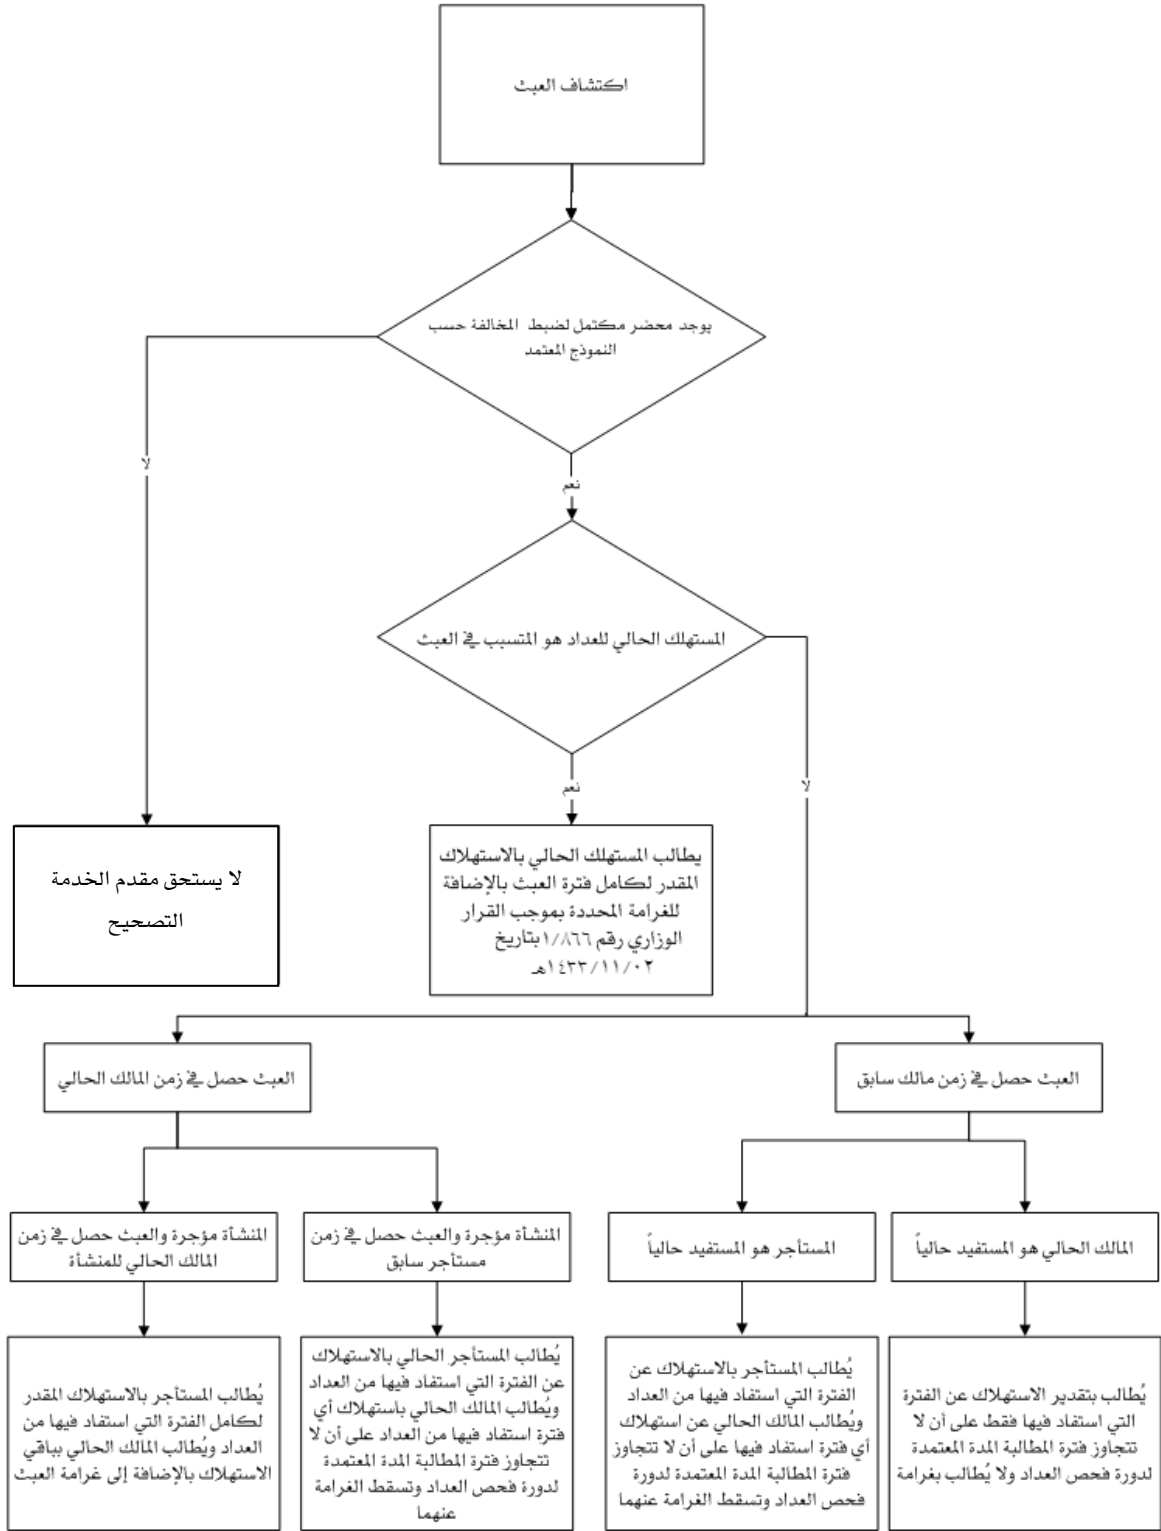 اكتشاف العبث
يوجد محضر مكتمل لضبط المخالفة حسب
النموذج المعتمد
لا
نعم
المستهلك الحالي للعداد هو المتسبب في العبث
نعم
لا
لا يستحق مقدم الخدمة
التصحيح
يطالب المستهلك الحالي بالاستهلاك
المقدر لكامل فترة العبث بالإضافة
للغرامة المحددة بموجب القرار
الوزاري رقم ١/٨٦٦ بتاريخ
١٤٣٣/١١/٠٢هـ
العبث حصل في زمن مالك سابق
العبث حصل في زمن المالك الحالي
المالك الحالي هو المستفيد حالياً
المستأجر هو المستفيد حالياً
المنشأة مؤجرة والعبث حصل في زمن
مستأجر سابق
المنشأة مؤجرة والعبث حصل في زمن
المالك الحالي للمنشأة
يُطالب بتقدير الاستهلاك عن الفترة
التي استفاد فيها فقط على أن لا
تتجاوز فترة المطالبة المدة المعتمدة
لدورة فحص العداد ولا يُطالب بغرامة
يُطالب المستأجر بالاستهلاك عن
الفترة التي استفاد فيها من العداد
ويُطالب المالك الحالي عن استهلاك
أي فترة استفاد فيها على أن لا تتجاوز
فترة المطالبة المدة المعتمدة لدورة
فحص العداد وتسقط الغرامة عنهما
يُطالب المستأجر الحالي بالاستهلاك
عن الفترة التي استفاد فيها من العداد
ويُطالب المالك الحالي باستهلاك أي
فترة استفاد فيها من العداد على أن لا
تتجاوز فترة المطالبة المدة المعتمدة
لدورة فحص العداد وتسقط الغرامة
عنهما
يُطالب المستأجر بالاستهلاك المقدر
لكامل الفترة التي استفاد فيها من
العداد ويُطالب المالك الحالي بباقي
الاستهلاك بالإضافة إلى غرامة العبث